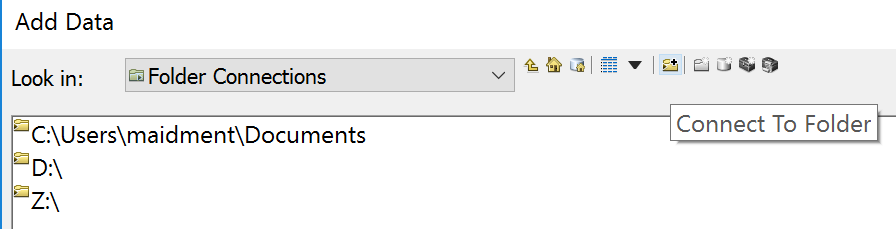 Add Data
Look in: Folder Connections
Connect To Folder
C:\Users\maidment\Documents
D:\
Z:\